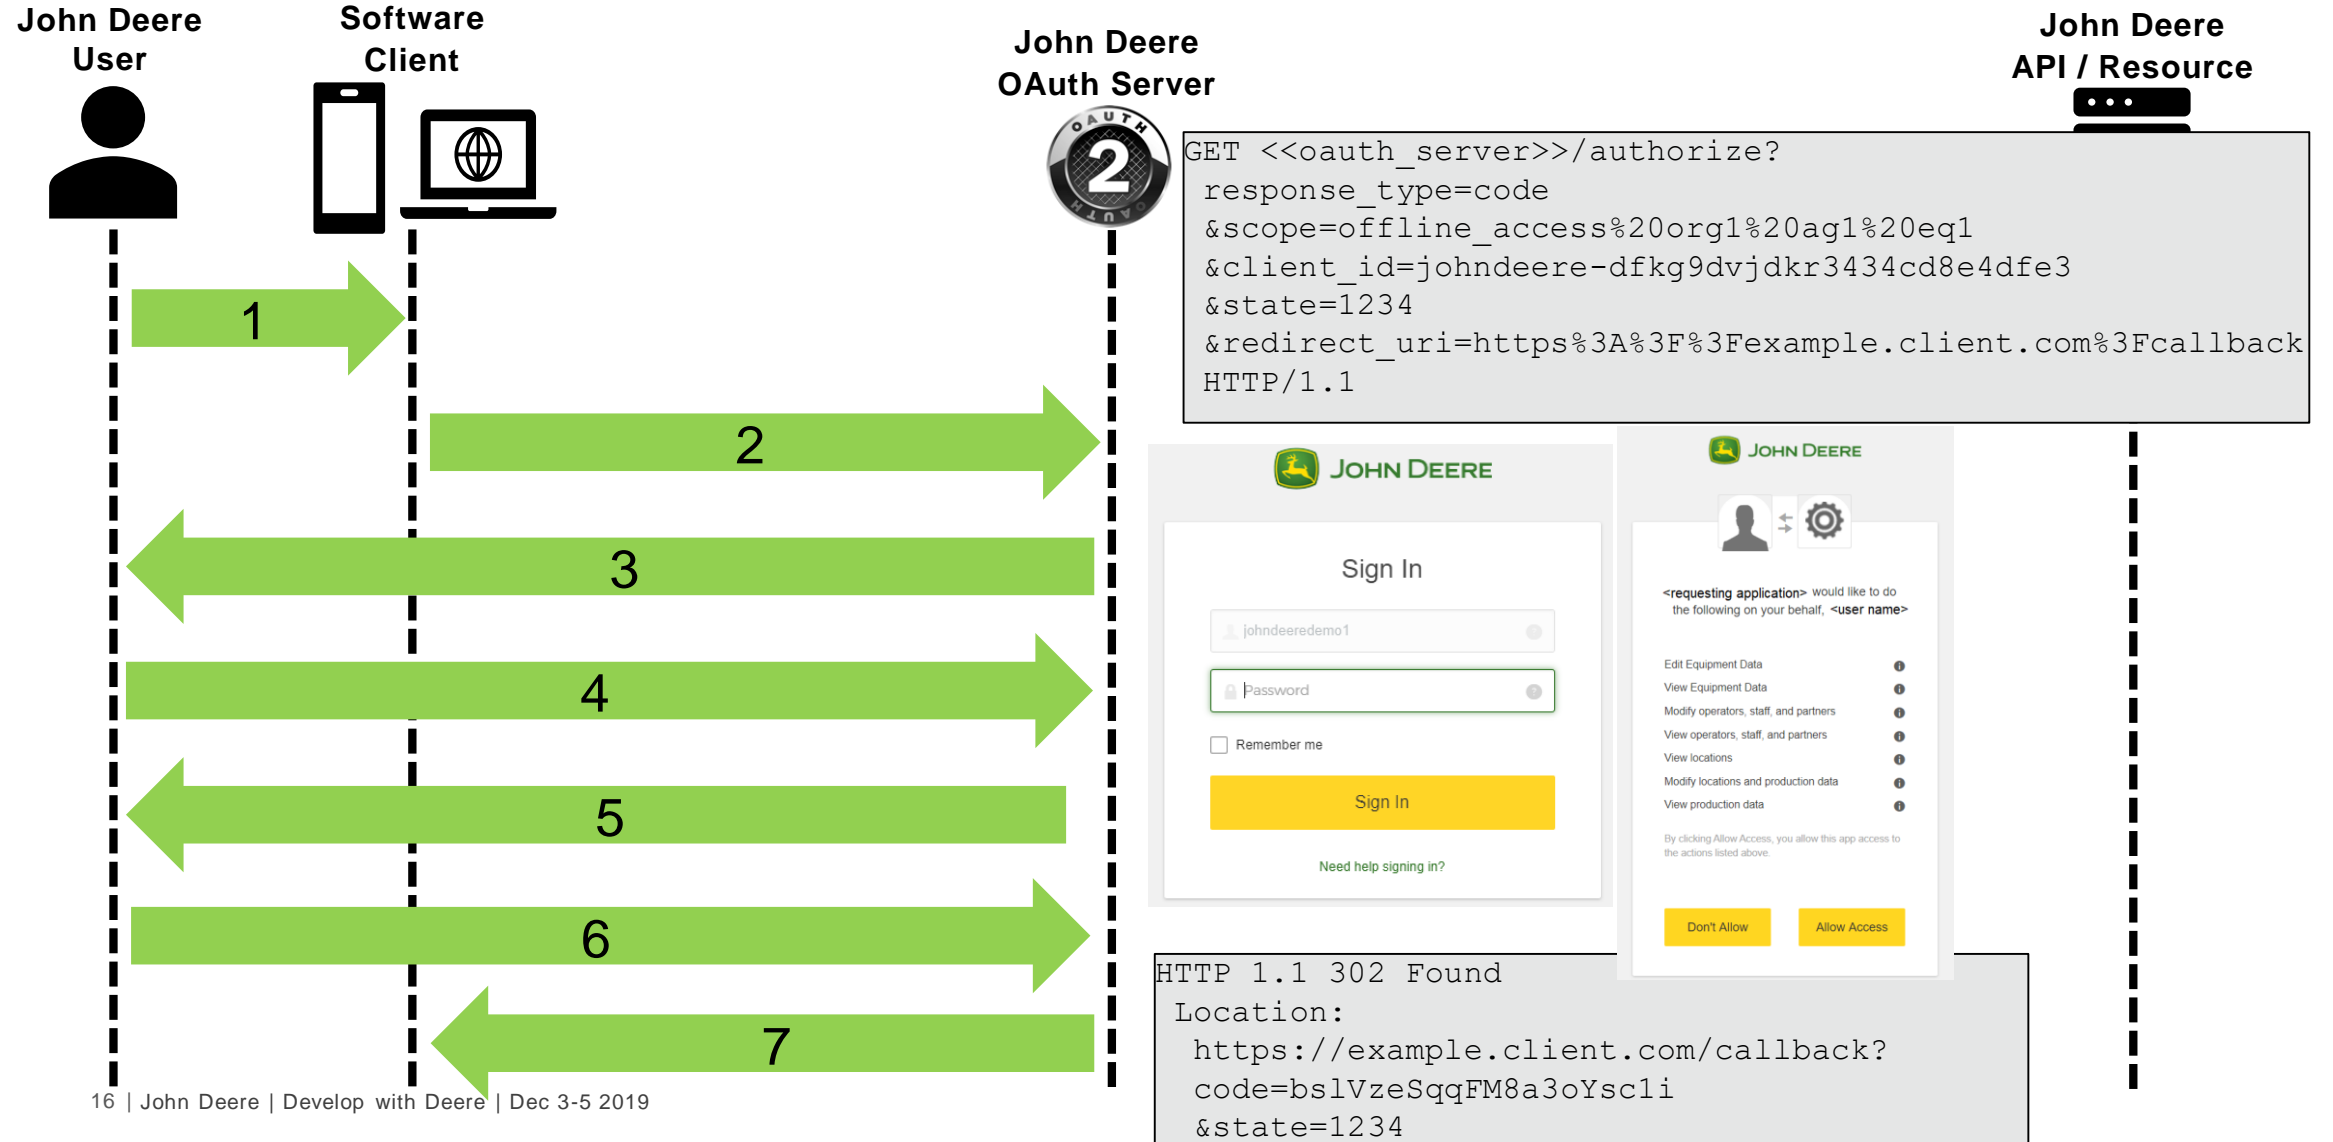 John Deere
User
Software
Client
John Deere
OAuth Server
John Deere
API / Resource
OAUTH
2
OAUTH
GET <<oauth_server>>/authorize?
response_type=code
&scope=offline_access%20org1%20ag1%20eq1
&client_id=johndeere-dfkg9dvjdkr3434cd8e4dfe3
&state=1234
&redirect_uri=https%3A%3F%3Fexample.client.com%3Fcallback
HTTP/1.1
1
2
3
4
5
6
7
JOHN DEERE
Sign In
johndeeredemo1
Password
Remember me
Sign In
Need help signing in?
JOHN DEERE
<requesting application> would like to do
the following on your behalf, <user name>
Edit Equipment Data
View Equipment Data
Modify operators, staff, and partners
View operators, staff, and partners
View locations
Modify locations and production data
View production data
By clicking Allow Access, you allow this app access to
the actions listed above.
Don't Allow
Allow Access
HTTP 1.1 302 Found
Location:
https://example.client.com/callback?
code=bslVzeSqqFM8a3oYsc1i
&state=1234
16 | John Deere | Develop with Deere | Dec 3-5 2019